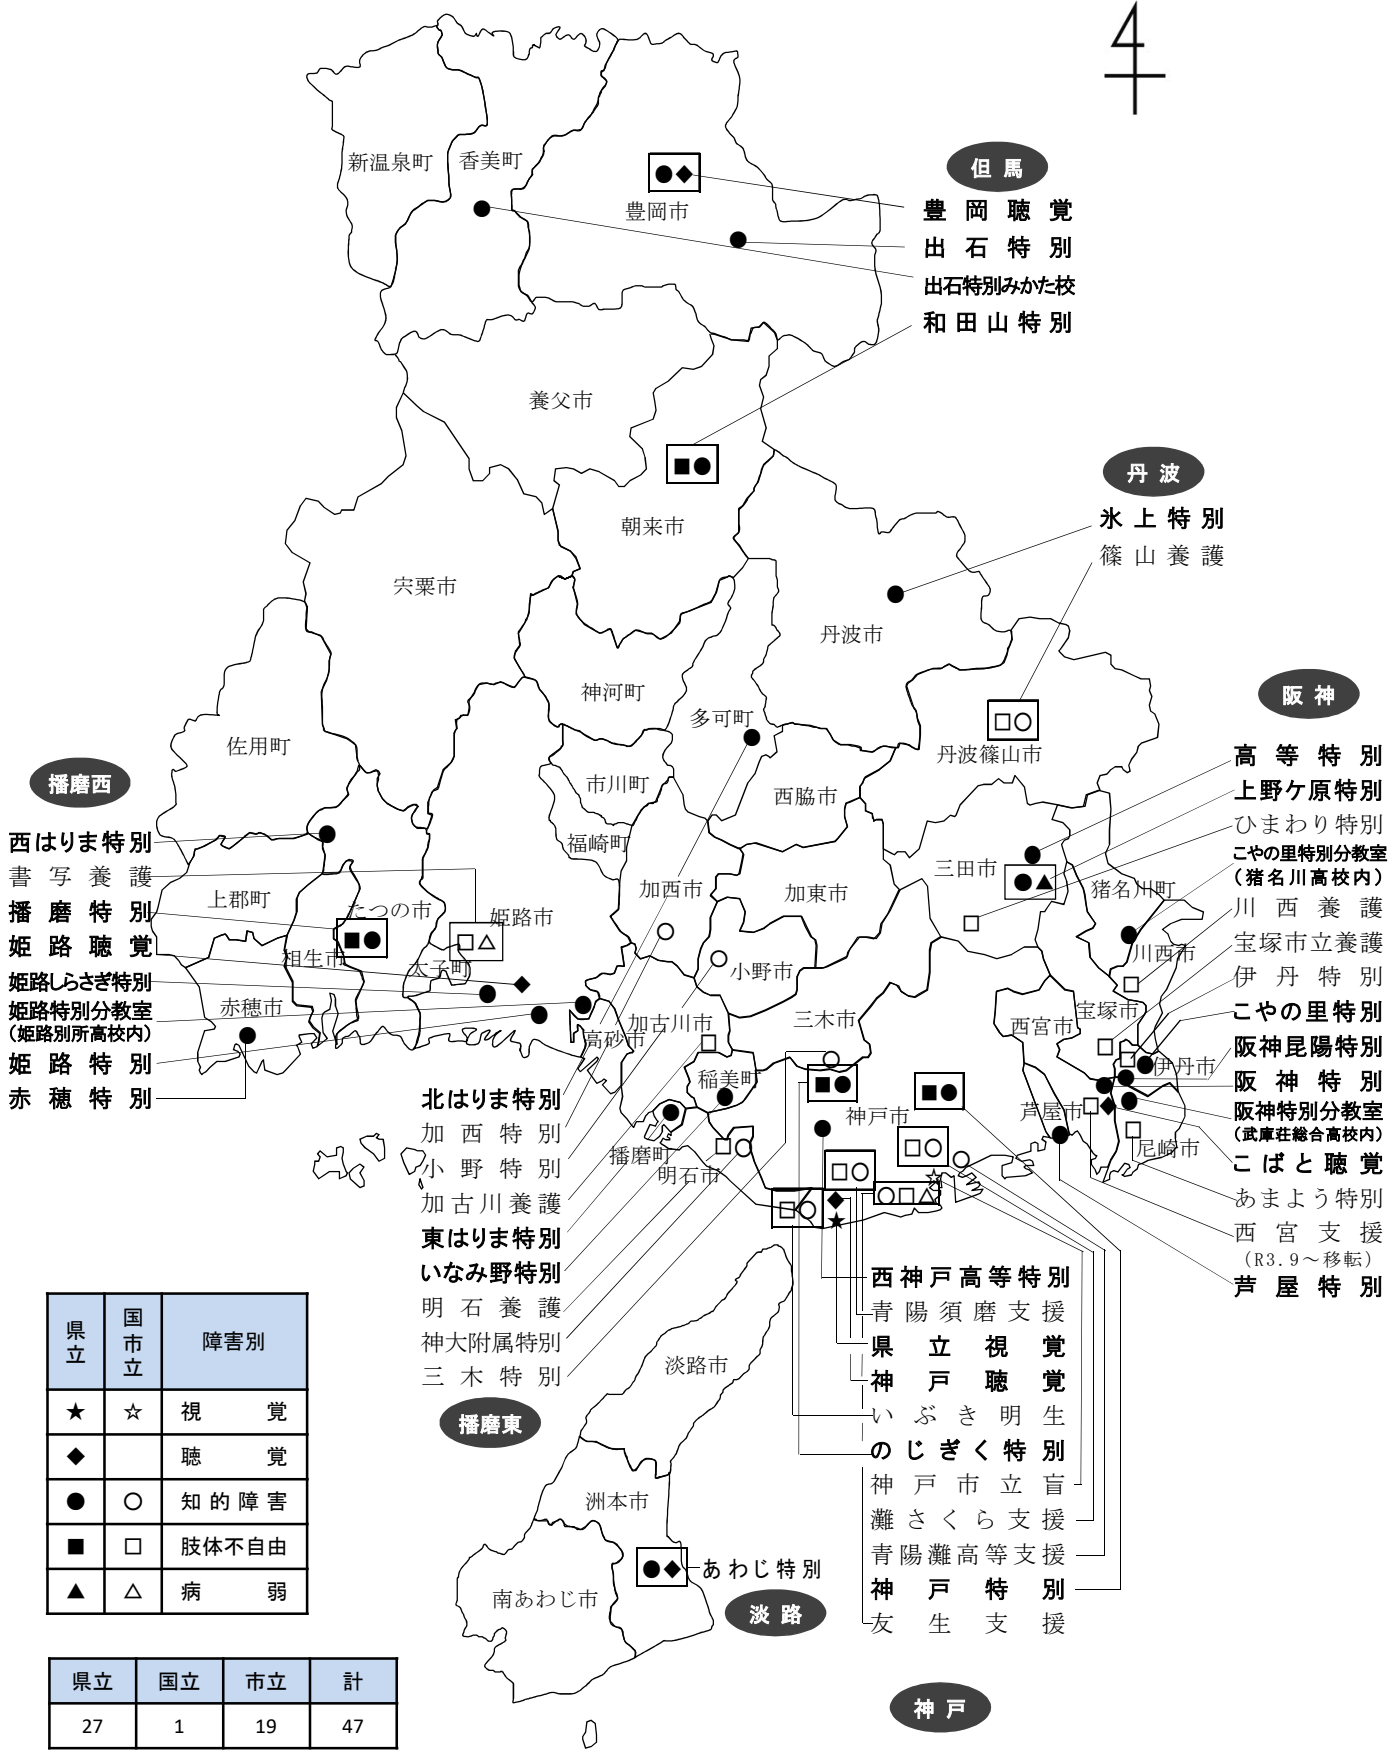 4
新温泉町
香美町
豊岡市
養父市
朝来市
宍粟市
神河町
丹波市
多可町
丹波篠山市
佐用町
市川町
西脇市
福崎町
三田市
猪名川町
上郡町
たつの市
姫路市
加西市
加東市
相生市
太子町
小野市
川西市
赤穂市
高砂市
加古川市
三木市
西宮市
宝塚市
伊丹市
稲美町
神戸市
芦屋市
尼崎市
播磨町
明石市
淡路市
洲本市
南あわじ市
但馬
豊岡聴覚
出石特別
出石特別みかた校
和田山特別
丹波
氷上特別
篠山養護
阪神
高等特別
上野ケ原特別
ひまわり特別
こやの里特別分教室
(猪名川高校内)
川西養護
宝塚市立養護
伊丹特別
こやの里特別
阪神昆陽特別
阪神特別
阪神特別分教室
(武庫荘総合高校内)
こばと聴覚
あまよう特別
西宮支援
(R3.9~移転)
芦屋特別
播磨西
西はりま特別
書写養護
播磨特別
姫路聴覚
姫路しらさぎ特別
姫路特別分教室
(姫路別所高校内)
姫路特別
赤穂特別
北はりま特別
加西特別
小野特別
加古川養護
東はりま特別
いなみ野特別
明石養護
神大附属特別
三木特別
播磨東
西神戸高等特別
青陽須磨支援
県立視覚
神戸聴覚
いぶき明生
のじぎく特別
神戸市立盲
灘さくら支援
青陽灘高等支援
神戸特別
友生支援
神戸
あわじ特別
淡路
県立 国市立 障害別
★ ☆ 視覚
◆ 聴覚
● ○ 知的障害
■ □ 肢体不自由
▲ △ 病弱
県立 国立 市立 計
27 1 19 47